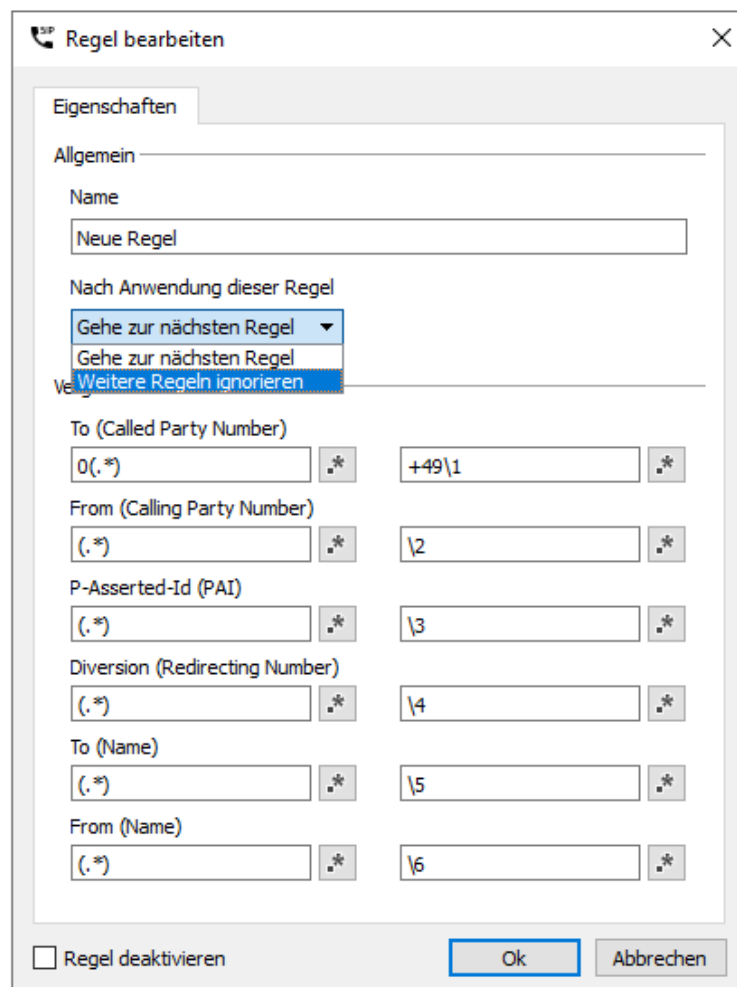 SIP Regel bearbeiten
Eigenschaften
Allgemein
Name
Neue Regel
Nach Anwendung dieser Regel
Gehe zur nächsten Regel
Gehe zur nächsten Regel
Weitere Regeln ignorieren
To (Called Party Number)
0(.*) .* +49\1 .*
From (Calling Party Number)
(.*) .* \2 .*
P-Asserted-Id (PAI)
(.*) .* \3 .*
Diversion (Redirecting Number)
(.*) .* \4 .*
To (Name)
(.*) .* \5 .*
From (Name)
(.*) .* \6 .*
Regel deaktivieren Ok Abbrechen